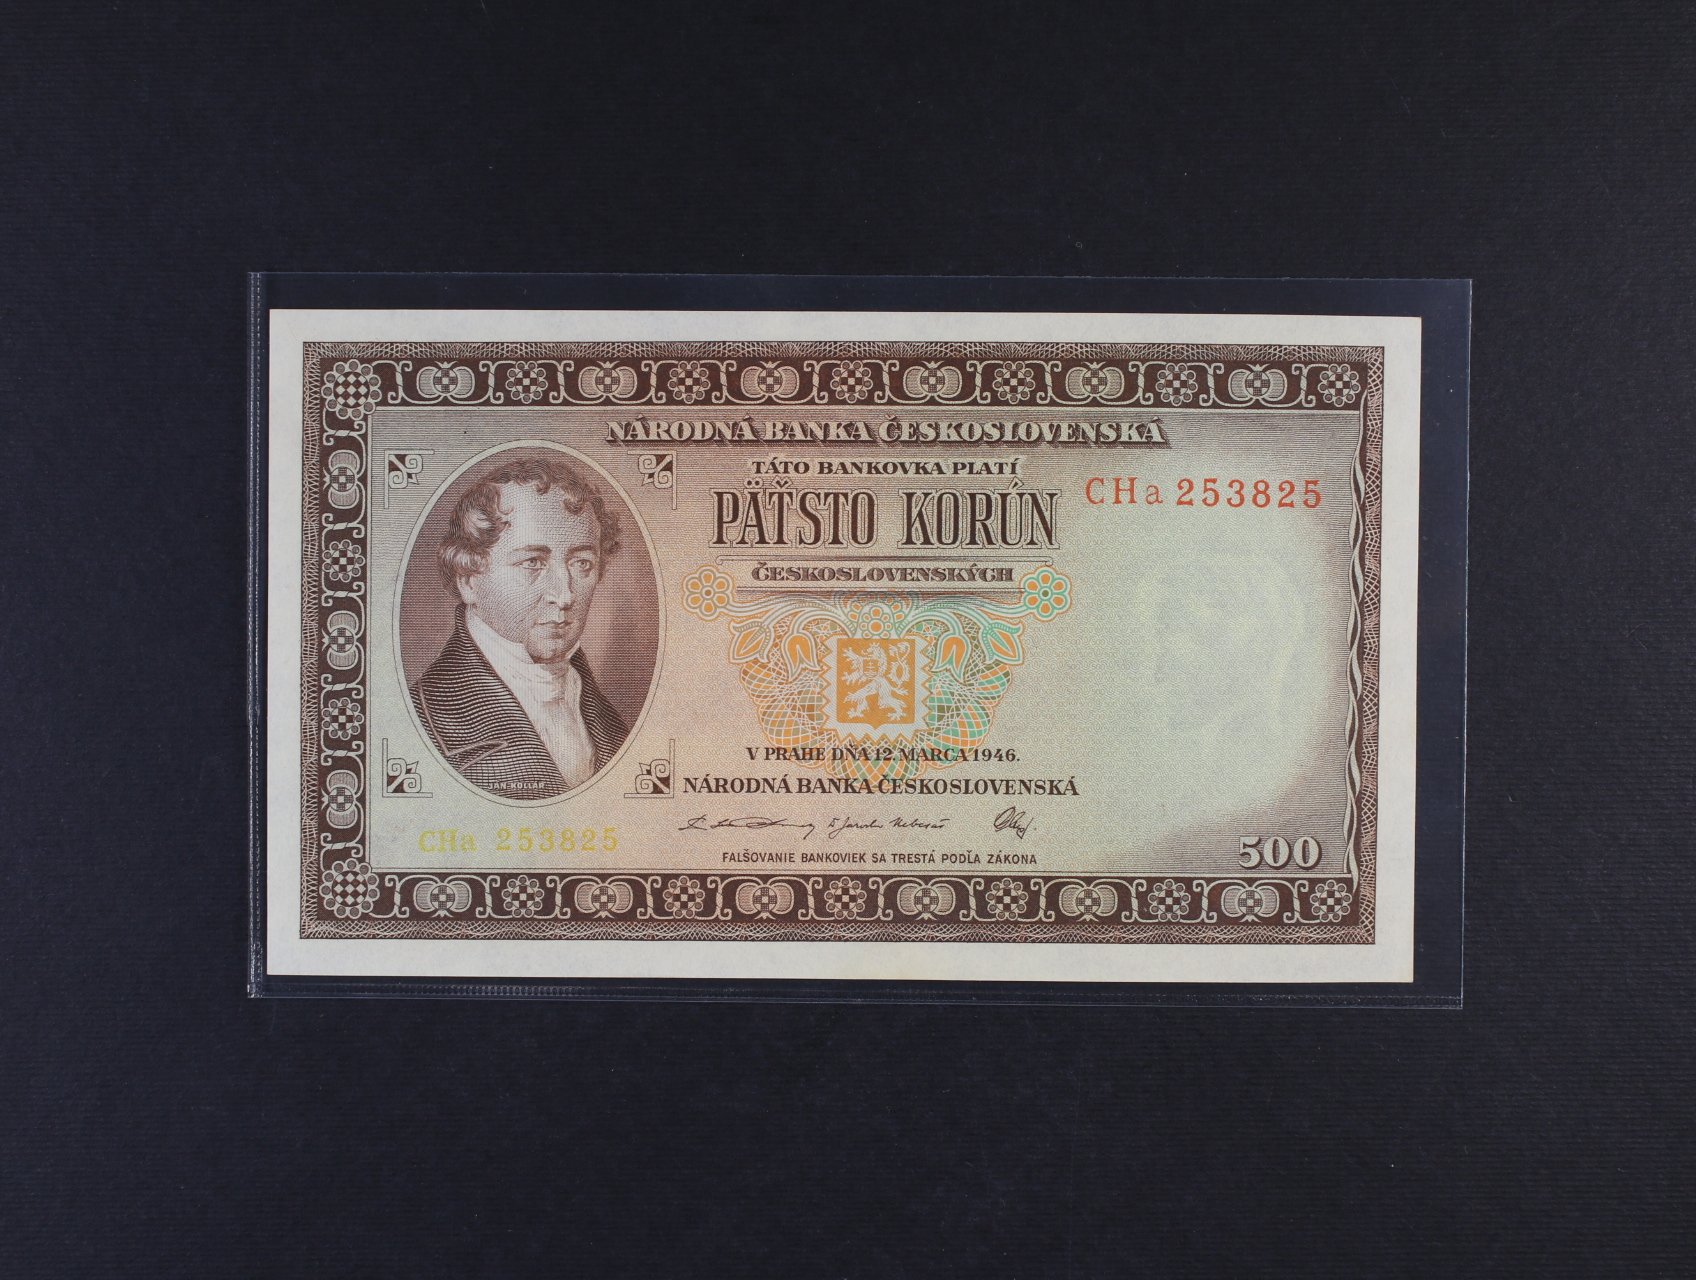 NÁRODNÁ BANKA ČESKOSLOVENSKÁ
TÁTO BANKOVKA PLATÍ
PÄŤSTO KORÚN
ČESKOSLOVENSKÝCH
CHa 253825
V PRAHE DŇA 12. MARCA 1946.
NÁRODNÁ BANKA ČESKOSLOVENSKÁ
JÁN KOLLÁR
CHa 253825
FALŠOVANIE BANKOVIEK SA TRESTÁ PODĽA ZÁKONA
500